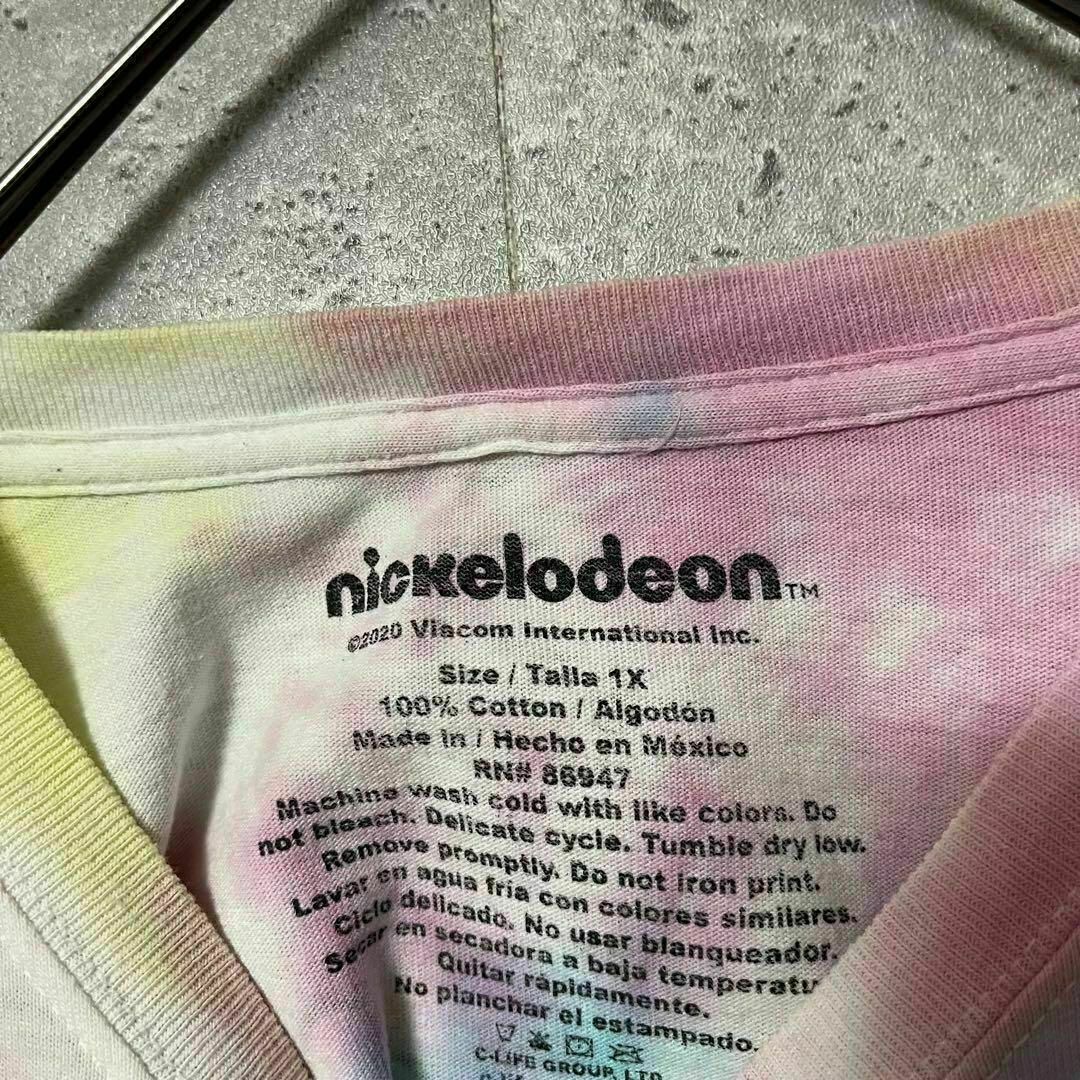 nickelodeon™
©2020 Viacom International Inc.
Size / Talla 1X
100% Cotton / Algodón
Made in / Hecho en México
RN# 86947
Machine wash cold with like colors. Do
not bleach. Delicate cycle. Tumble dry low.
Remove promptly. Do not iron print.
Lavar en agua fría con colores similares.
Ciclo delicado. No usar blanqueador.
Secar en secadora a baja temperatu
Quitar rápidamente.
No planchar el estampado.
C-LIFE GROUP, LTD